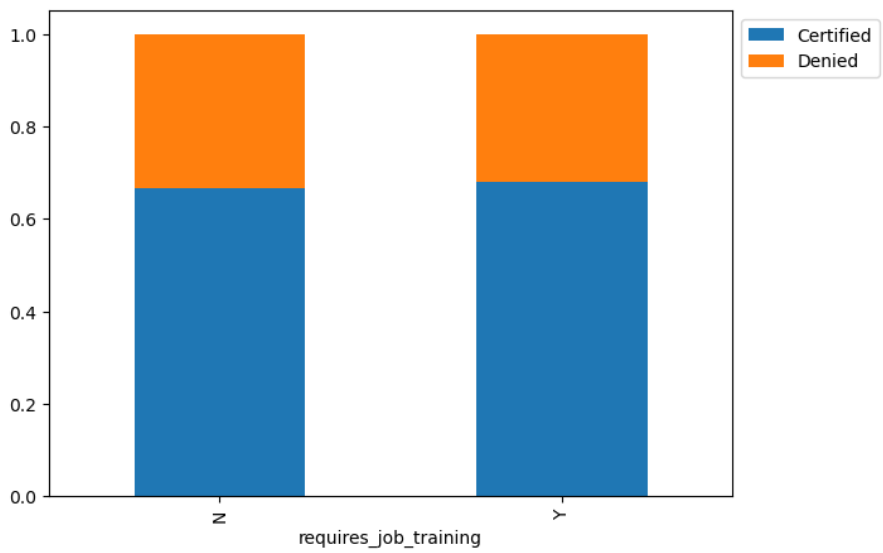 1.0
0.8
0.6
0.4
0.2
0.0
N
Y
requires_job_training
Certified
Denied